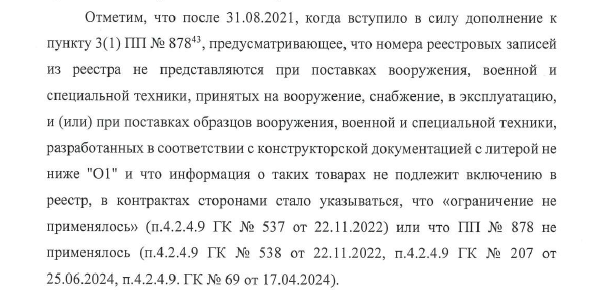 Отметим, что после 31.08.2021, когда вступило в силу дополнение к
пункту 3(1) ПП № 878⁴³, предусматривающее, что номера реестровых записей
из реестра не представляются при поставках вооружения, военной и
специальной техники, принятых на вооружение, снабжение, в эксплуатацию,
и (или) при поставках образцов вооружения, военной и специальной техники,
разработанных в соответствии с конструкторской документацией с литерой не
ниже "О1" и что информация о таких товарах не подлежит включению в
реестр, в контрактах сторонами стало указываться, что «ограничение не
применялось» (п.4.2.4.9 ГК № 537 от 22.11.2022) или что ПП № 878 не
применялось (п.4.2.4.9 ГК № 538 от 22.11.2022, п.4.2.4.9 ГК № 207 от
25.06.2024, п.4.2.4.9. ГК № 69 от 17.04.2024).